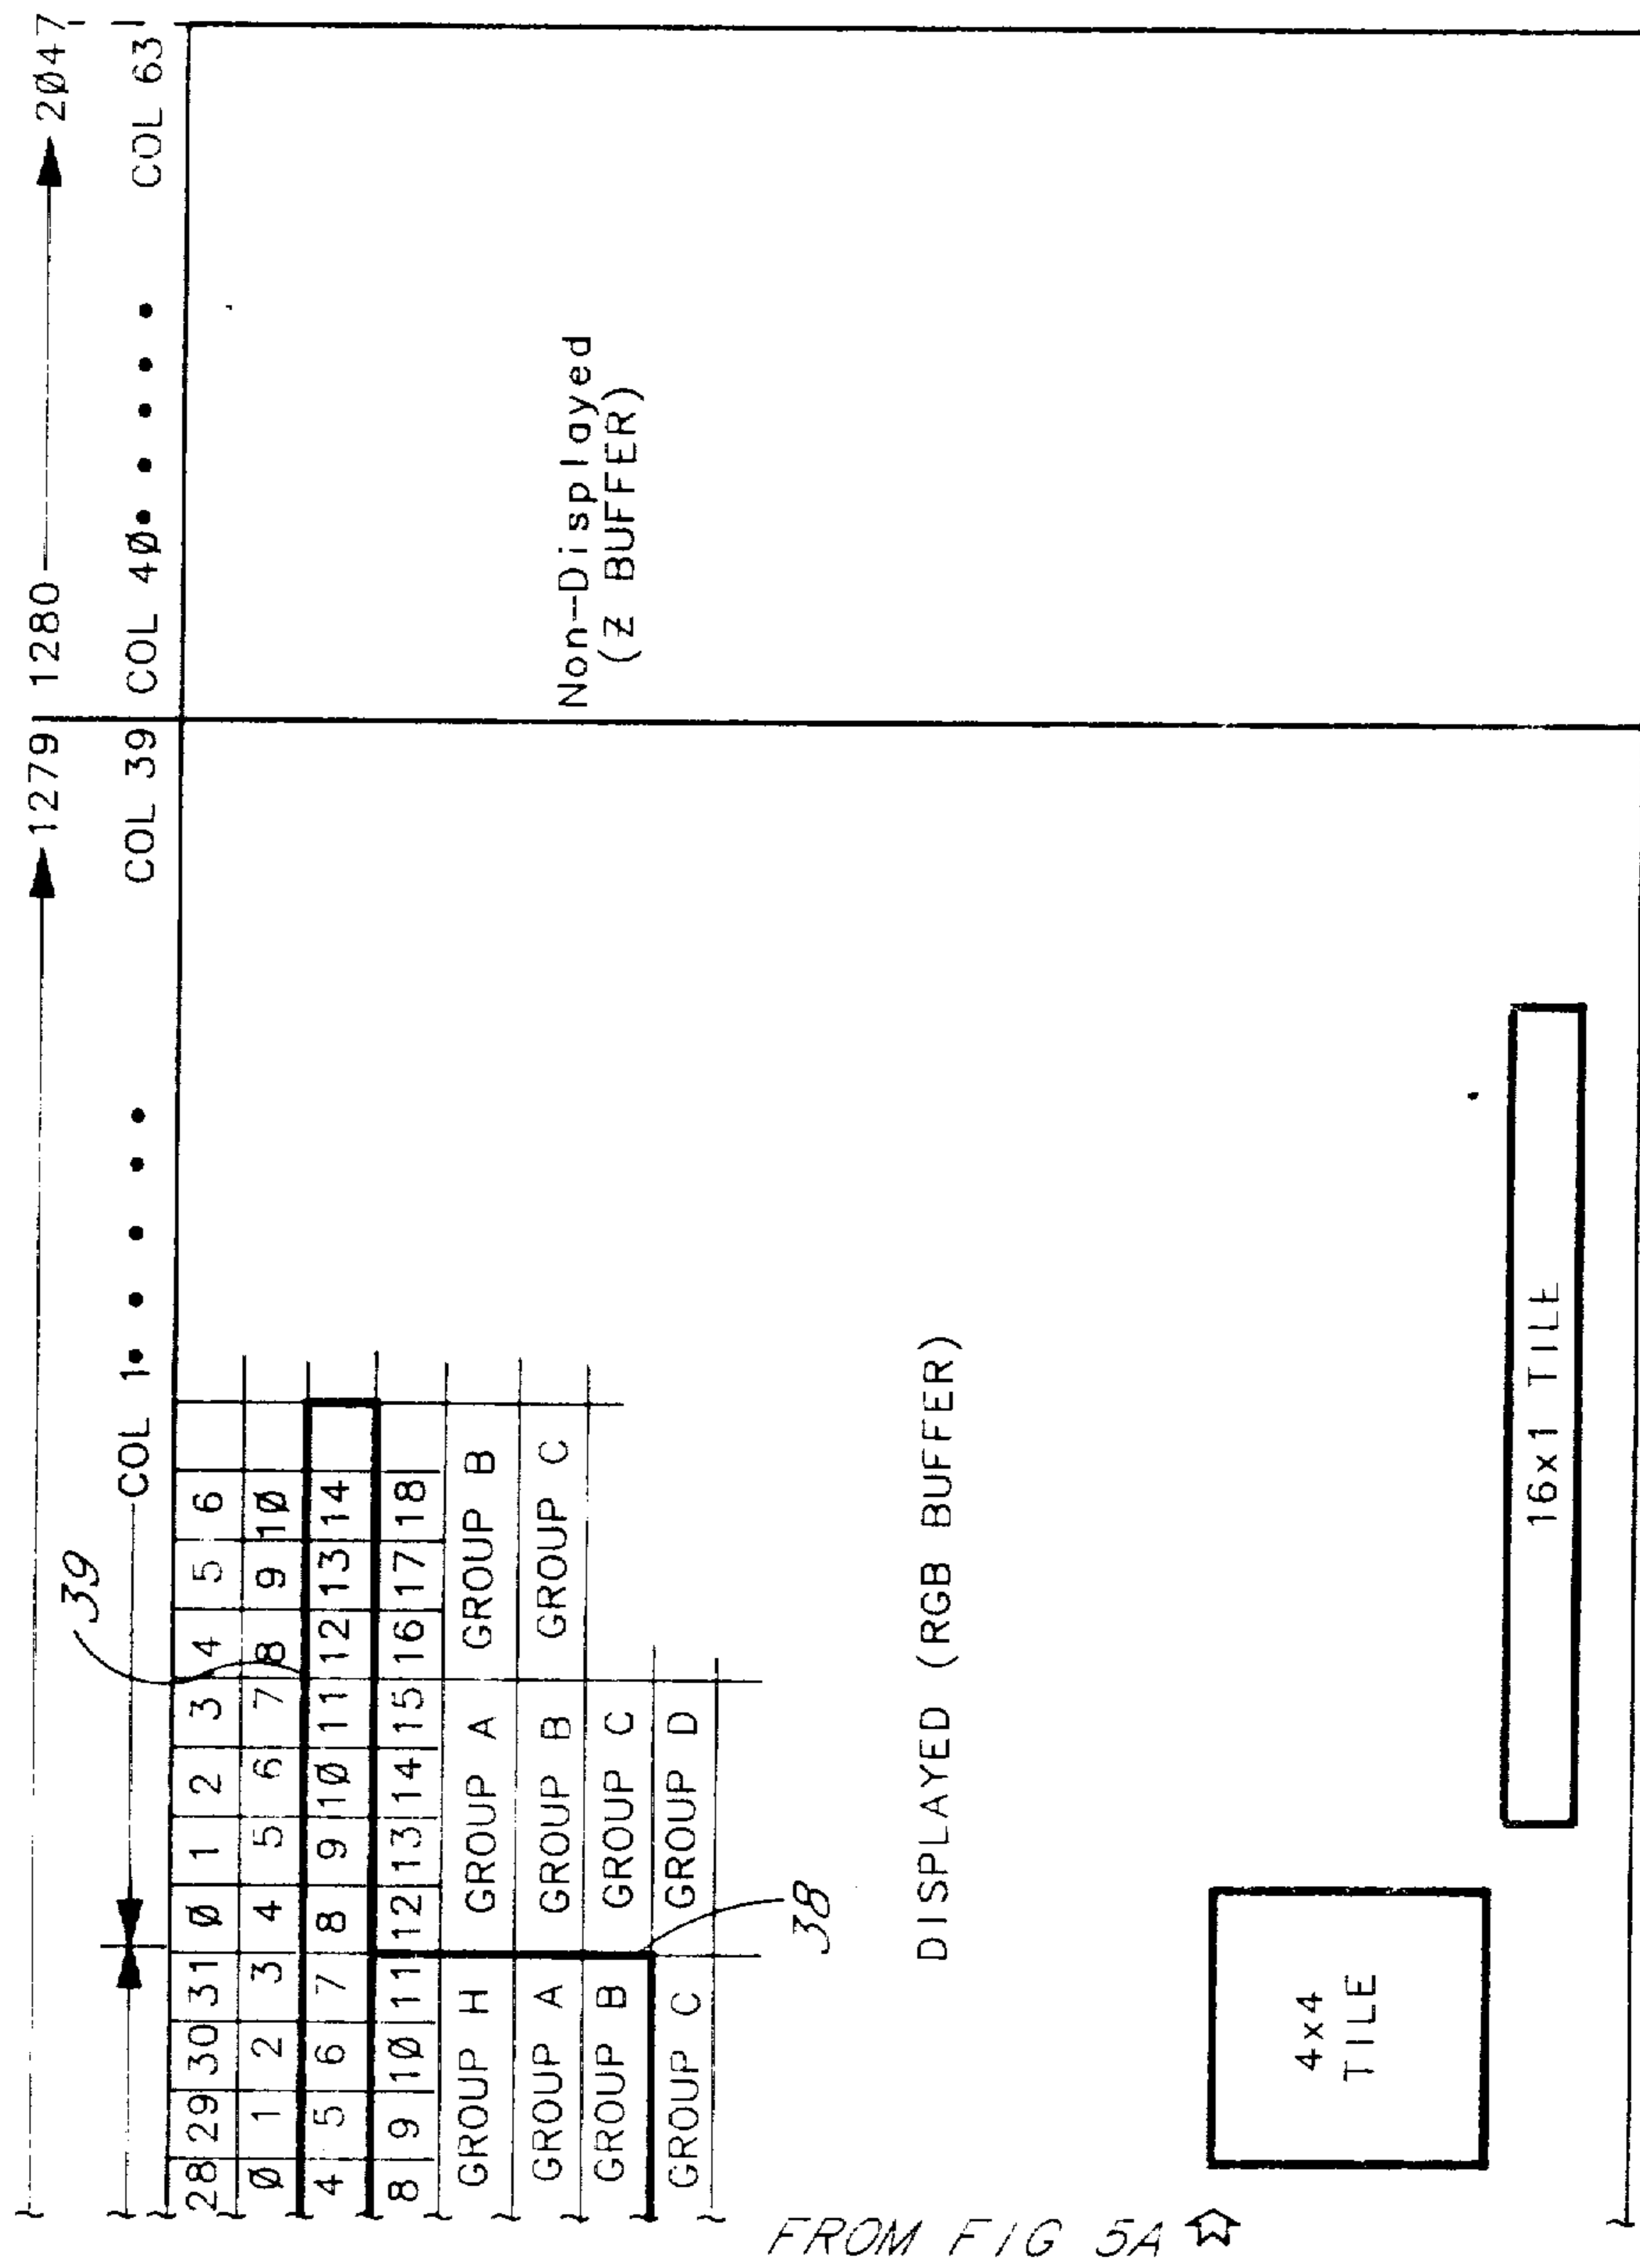 1279 1280 2Ø47
39
COL 1 COL 39 COL 4Ø COL 63
28 29 30 31 Ø 1 2 3 4 5 6
Ø 1 2 3 4 5 6 7 8 9 1Ø
4 5 6 7 8 9 1Ø 11 12 13 14
8 9 1Ø 11 12 13 14 15 16 17 18
GROUP H GROUP A GROUP B
GROUP A GROUP B GROUP C
GROUP B GROUP C
GROUP C GROUP D
38
Non--Displayed
(Z BUFFER)
DISPLAYED (RGB BUFFER)
4x4
TILE
16x1 TILE
FROM FIG 5A